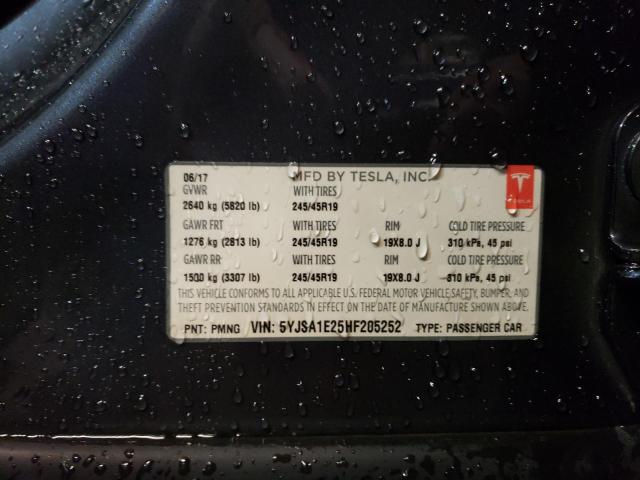 06/17 MFD BY TESLA, INC.
GVWR WITH TIRES
2640 kg (5820 lb) 245/45R19
GAWR FRT WITH TIRES RIM COLD TIRE PRESSURE
1276 kg (2813 lb) 245/45R19 19X8.0 J 310 kPa, 45 psi
GAWR RR WITH TIRES RIM COLD TIRE PRESSURE
1500 kg (3307 lb) 245/45R19 19X8.0 J 310 kPa, 45 psi
THIS VEHICLE CONFORMS TO ALL APPLICABLE U.S. FEDERAL MOTOR VEHICLE SAFETY, BUMPER, AND
THEFT PREVENTION STANDARDS IN EFFECT ON THE DATE OF MANUFACTURE SHOWN ABOVE.
PNT: PMNG VIN: 5YJSA1E25HF205252 TYPE: PASSENGER CAR
TESLA